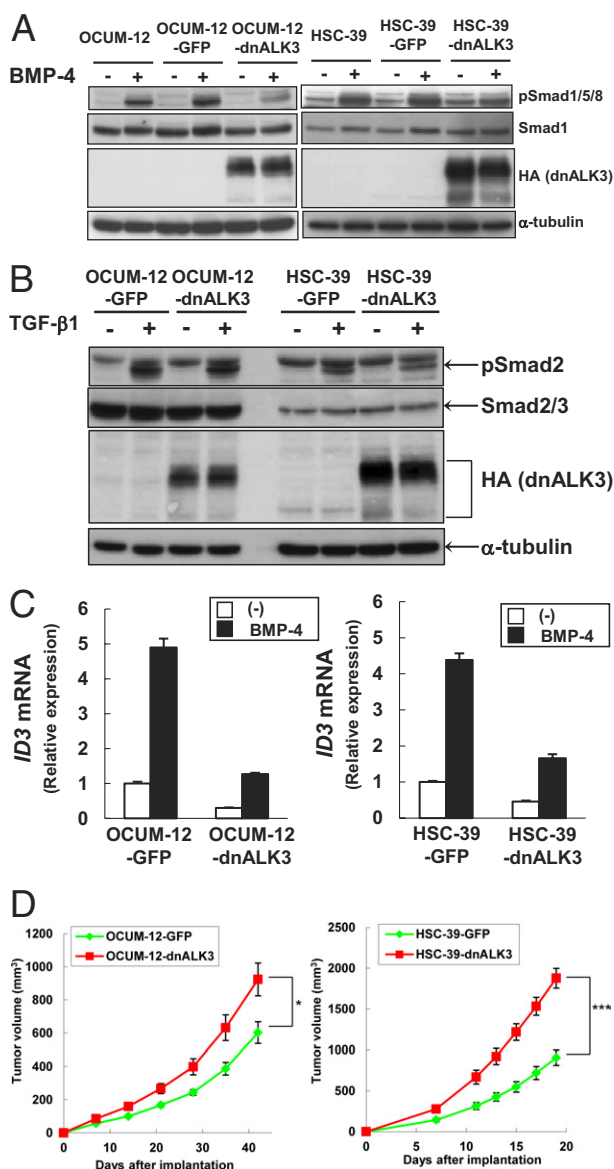 A
OCUM-12 OCUM-12 -GFP OCUM-12 -dnALK3 HSC-39 HSC-39 -GFP HSC-39 -dnALK3
BMP-4 - + - + - + - + - + - +
pSmad1/5/8
Smad1
HA (dnALK3)
α-tubulin
B
OCUM-12 -GFP OCUM-12 -dnALK3 HSC-39 -GFP HSC-39 -dnALK3
TGF-β1 - + - + - + - +
pSmad2
Smad2/3
HA (dnALK3)
α-tubulin
C
ID3 mRNA
(Relative expression)
6
5
4
3
2
1
0
(-)
BMP-4
OCUM-12 -GFP OCUM-12 -dnALK3
ID3 mRNA
(Relative expression)
6
4
2
0
(-)
BMP-4
HSC-39 -GFP HSC-39 -dnALK3
D
OCUM-12-GFP
OCUM-12-dnALK3
Tumor volume (mm³)
1200
1000
800
600
400
200
0
*
0 10 20 30 40
Days after implantation
HSC-39-GFP
HSC-39-dnALK3
Tumor volume (mm³)
2500
2000
1500
1000
500
0
***
0 5 10 15 20
Days after implantation